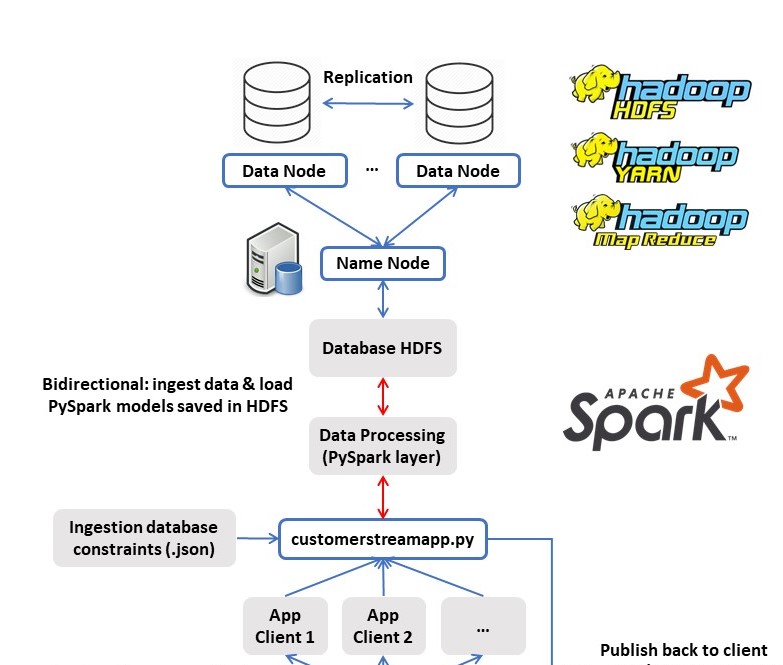 Replication
Data Node
...
Data Node
hadoop
HDFS
hadoop
YARN
hadoop
Map Reduce
Name Node
Database HDFS
Bidirectional: ingest data & load
PySpark models saved in HDFS
APACHE
Spark™
Data Processing
(PySpark layer)
Ingestion database
constraints (.json)
customerstreamapp.py
App
Client 1
App
Client 2
...
Publish back to client